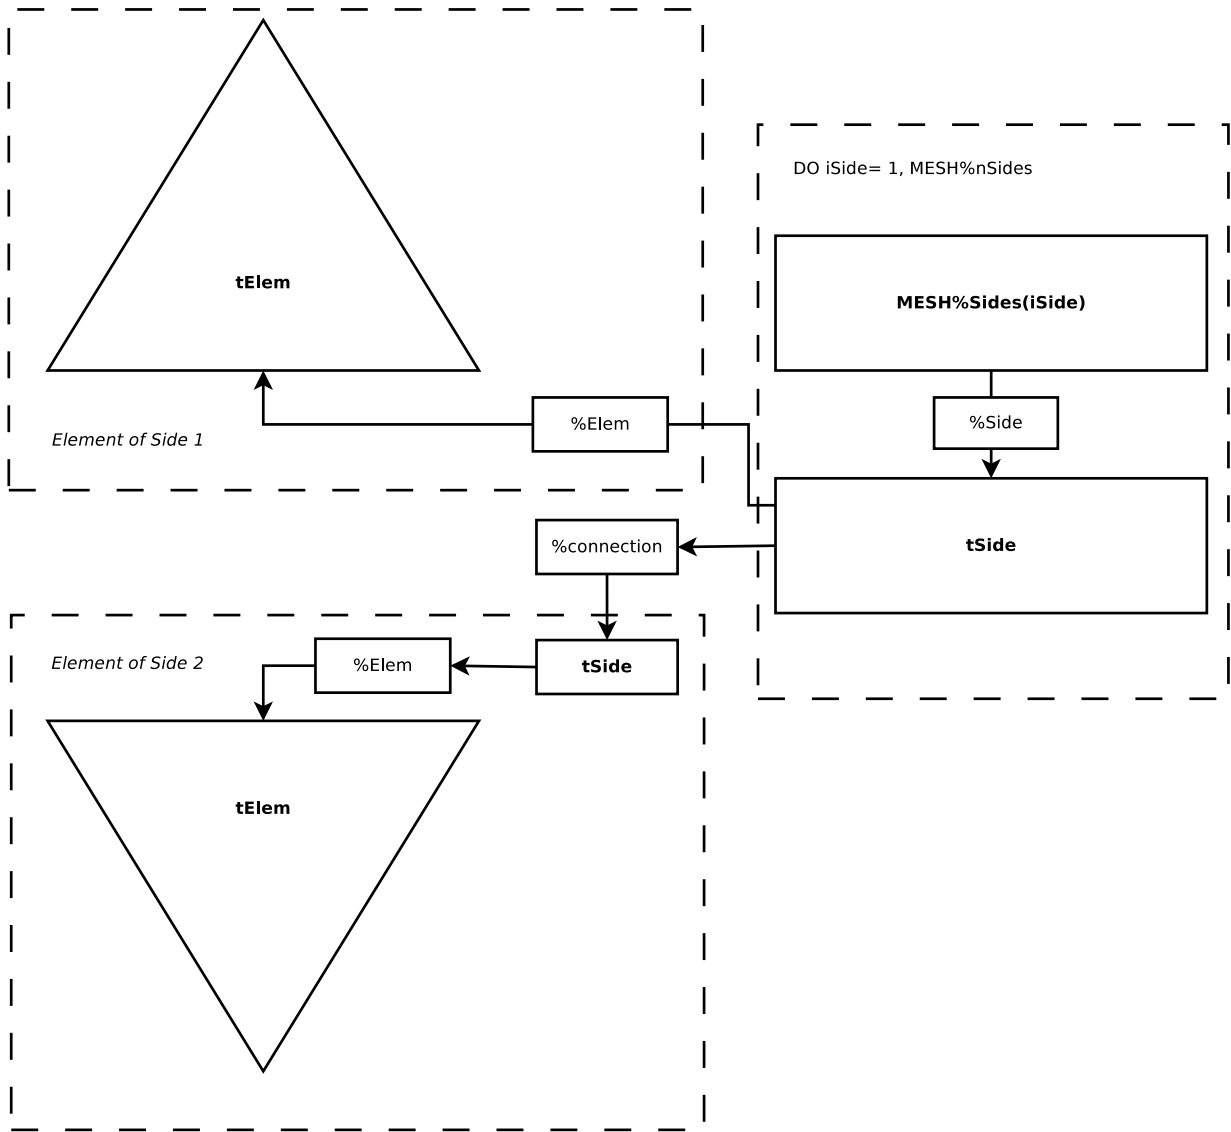 DO iSide= 1, MESH%nSides
tElem
MESH%Sides(iSide)
%Elem
%Side
Element of Side 1
%connection
tSide
Element of Side 2
%Elem
tSide
tElem